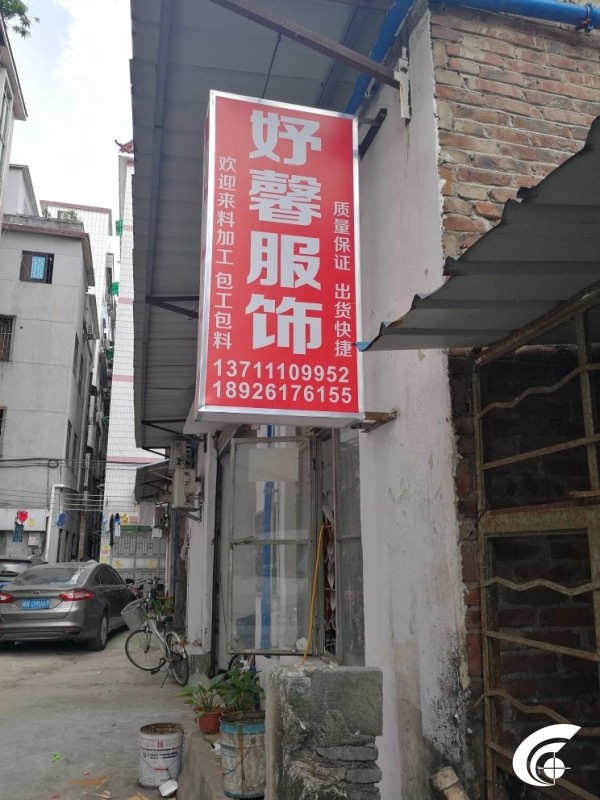 妤馨服饰
欢迎来料加工 包工包料
质量保证 出货快捷
13711109952
18926176155